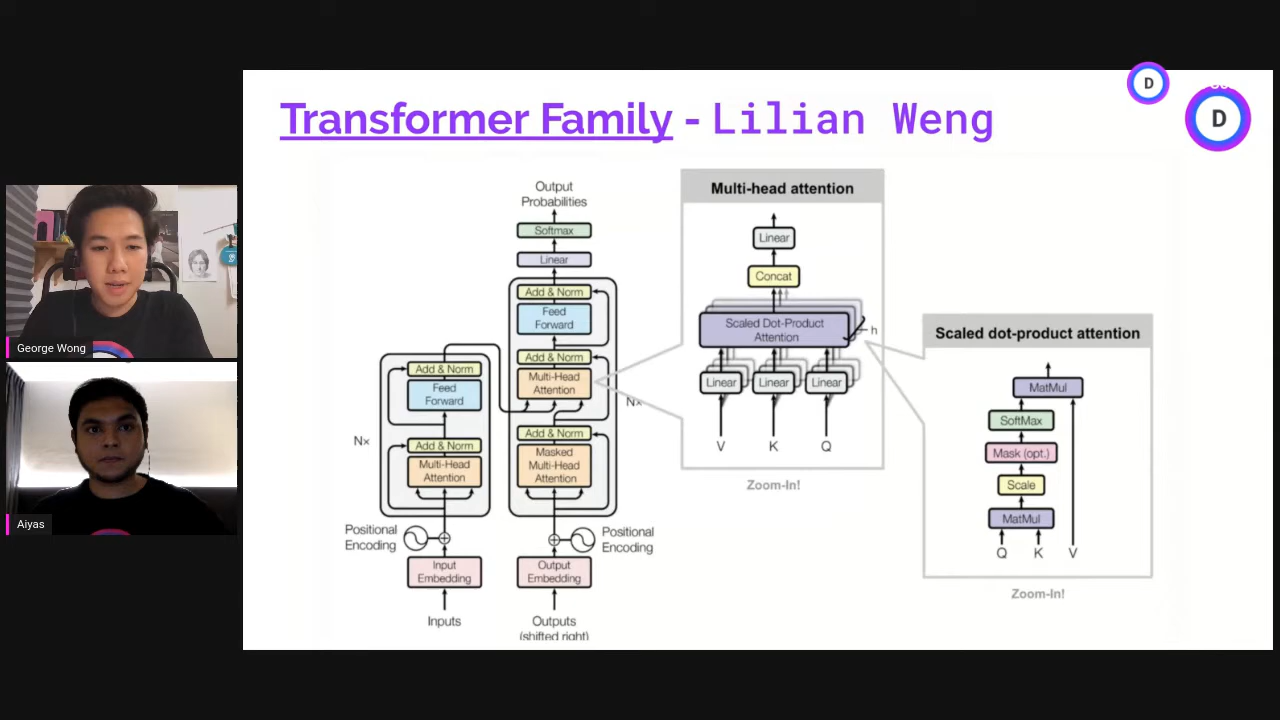 Transformer Family - Lilian Weng
D
D
George Wong
Aiyas
Output
Probabilities
Softmax
Linear
Add & Norm
Feed
Forward
Add & Norm
Multi-Head
Attention
Nx
Add & Norm
Masked
Multi-Head
Attention
Add & Norm
Feed
Forward
Nx
Add & Norm
Multi-Head
Attention
Positional
Encoding
Positional
Encoding
Input
Embedding
Output
Embedding
Inputs
Outputs
(shifted right)
Multi-head attention
Linear
Concat
Scaled Dot-Product
Attention
h
Linear
Linear
Linear
V
K
Q
Zoom-In!
Scaled dot-product attention
MatMul
SoftMax
Mask (opt.)
Scale
MatMul
Q
K
V
Zoom-In!